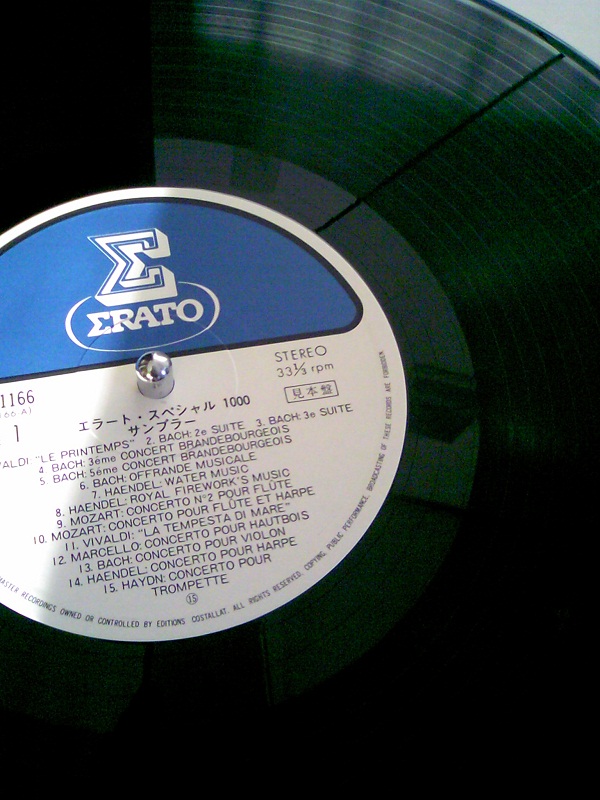 Σ
ΣRATO
STEREO
33⅓ rpm
見本盤
1166
1
エラート・スペシャル 1000
サンプラー
"LE PRINTEMPS" 2. BACH: 2e SUITE 3. BACH: 3e SUITE
4. BACH: 3ème CONCERT BRANDEBOURGEOIS
5. BACH: 5ème CONCERT BRANDEBOURGEOIS
6. BACH: OFFRANDE MUSICALE
7. HAENDEL: WATER MUSIC
8. HAENDEL: ROYAL FIREWORK'S MUSIC
9. MOZART: CONCERTO N°2 POUR FLÛTE
10. MOZART: CONCERTO POUR FLÛTE ET HARPE
11. VIVALDI: "LA TEMPESTA DI MARE"
12. MARCELLO: CONCERTO POUR HAUTBOIS
13. BACH: CONCERTO POUR VIOLON
14. HAENDEL: CONCERTO POUR HARPE
15. HAYDN: CONCERTO POUR
TROMPETTE
MASTER RECORDINGS OWNED OR CONTROLLED BY EDITIONS COSTALLAT. ALL RIGHTS RESERVED. COPYING PUBLIC PERFORMANCE. BROADCASTING OF THESE RECORDS ARE FORBIDDEN